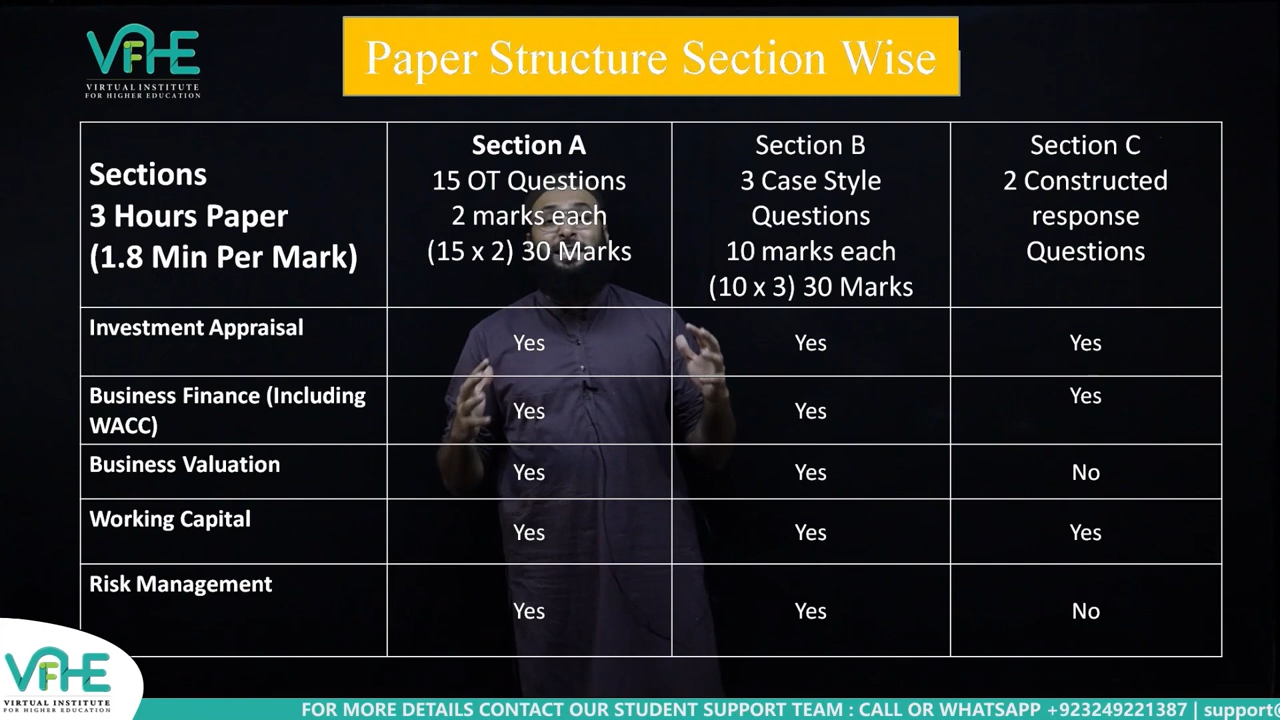 VFHE
VIRTUAL INSTITUTE
FOR HIGHER EDUCATION
Paper Structure Section Wise
Sections
3 Hours Paper
(1.8 Min Per Mark)
Section A
15 OT Questions
2 marks each
(15 x 2) 30 Marks
Section B
3 Case Style
Questions
10 marks each
(10 x 3) 30 Marks
Section C
2 Constructed
response
Questions
Investment Appraisal
Yes
Yes
Yes
Business Finance (Including
WACC)
Yes
Yes
Yes
Business Valuation
Yes
Yes
No
Working Capital
Yes
Yes
Yes
Risk Management
Yes
Yes
No
VFHE
VIRTUAL INSTITUTE
FOR HIGHER EDUCATION
FOR MORE DETAILS CONTACT OUR STUDENT SUPPORT TEAM : CALL OR WHATSAPP +923249221387 | support@